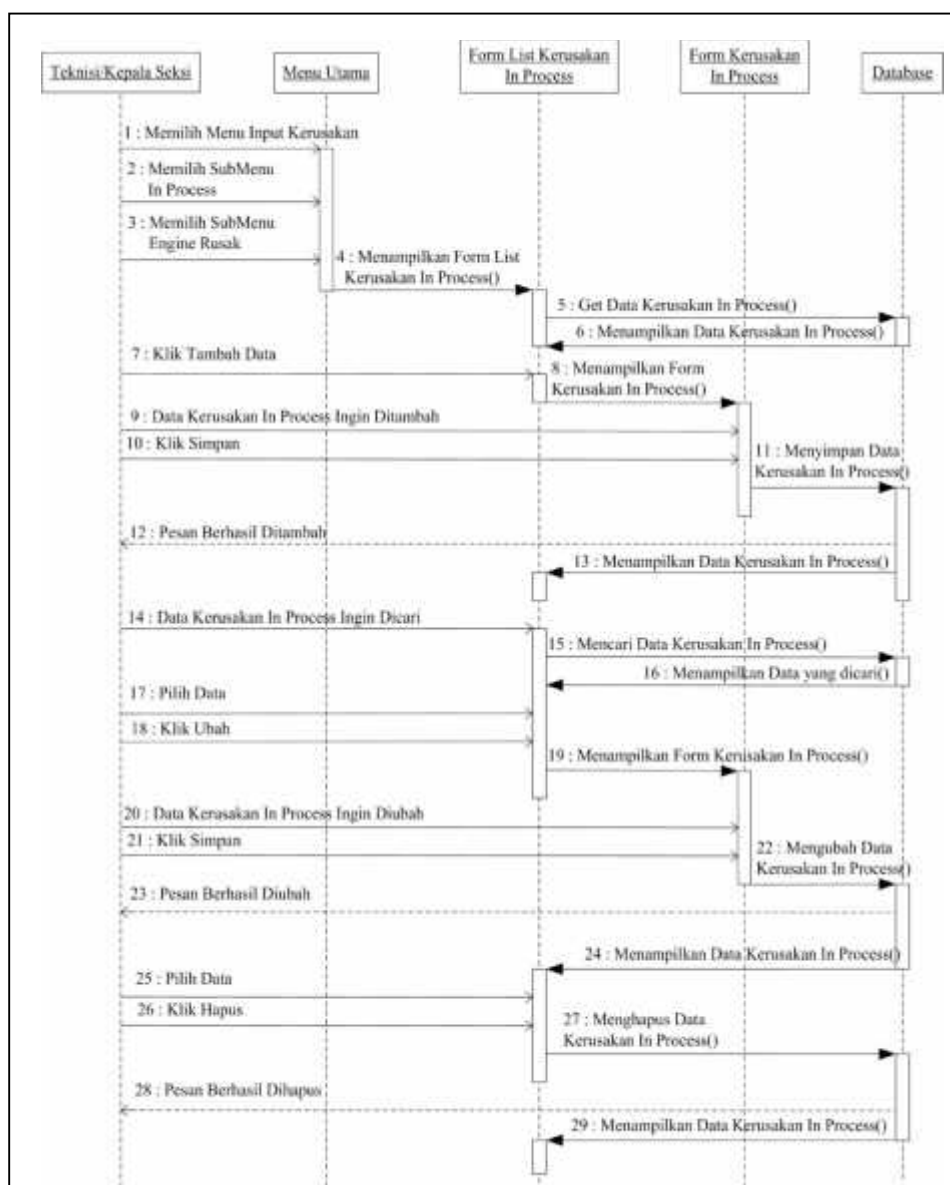 Teknisi/Kepala Seksi
Menu Utama
Form List Kerusakan
In Process
Form Kerusakan
In Process
Database
1 : Memilih Menu Input Kerusakan
2 : Memilih SubMenu
In Process
3 : Memilih SubMenu
Engine Rusak
4 : Menampilkan Form List
Kerusakan In Process()
5 : Get Data Kerusakan In Process()
6 : Menampilkan Data Kerusakan In Process()
7 : Klik Tambah Data
8 : Menampilkan Form
Kerusakan In Process()
9 : Data Kerusakan In Process Ingin Ditambah
10 : Klik Simpan
11 : Menyimpan Data
Kerusakan In Process()
12 : Pesan Berhasil Ditambah
13 : Menampilkan Data Kerusakan In Process()
14 : Data Kerusakan In Process Ingin Dicari
15 : Mencari Data Kerusakan In Process()
16 : Menampilkan Data yang dicari()
17 : Pilih Data
18 : Klik Ubah
19 : Menampilkan Form Kerusakan In Process()
20 : Data Kerusakan In Process Ingin Diubah
21 : Klik Simpan
22 : Mengubah Data
Kerusakan In Process()
23 : Pesan Berhasil Diubah
24 : Menampilkan Data Kerusakan In Process()
25 : Pilih Data
26 : Klik Hapus
27 : Menghapus Data
Kerusakan In Process()
28 : Pesan Berhasil Dihapus
29 : Menampilkan Data Kerusakan In Process()